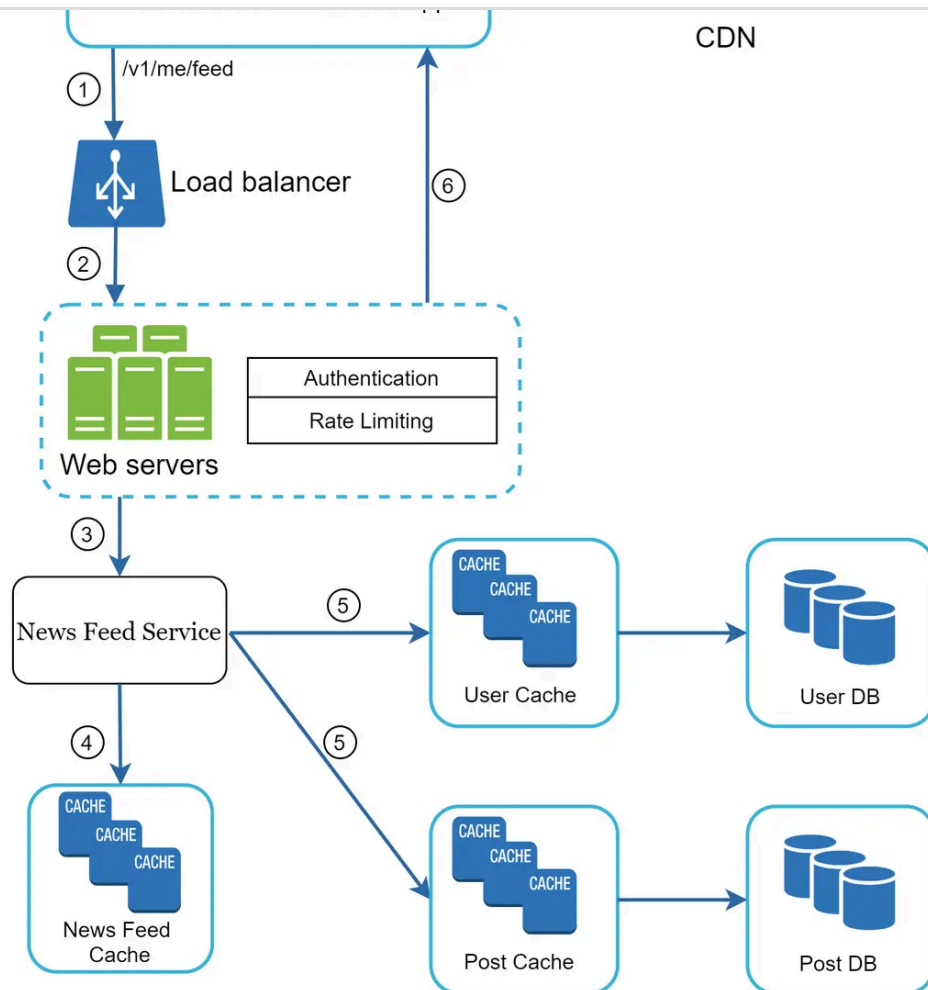 CDN
/v1/me/feed
1
Load balancer
6
2
Authentication
Rate Limiting
Web servers
3
CACHE
CACHE
CACHE
User Cache
User DB
5
News Feed Service
5
4
CACHE
CACHE
CACHE
News Feed
Cache
CACHE
CACHE
CACHE
Post Cache
Post DB